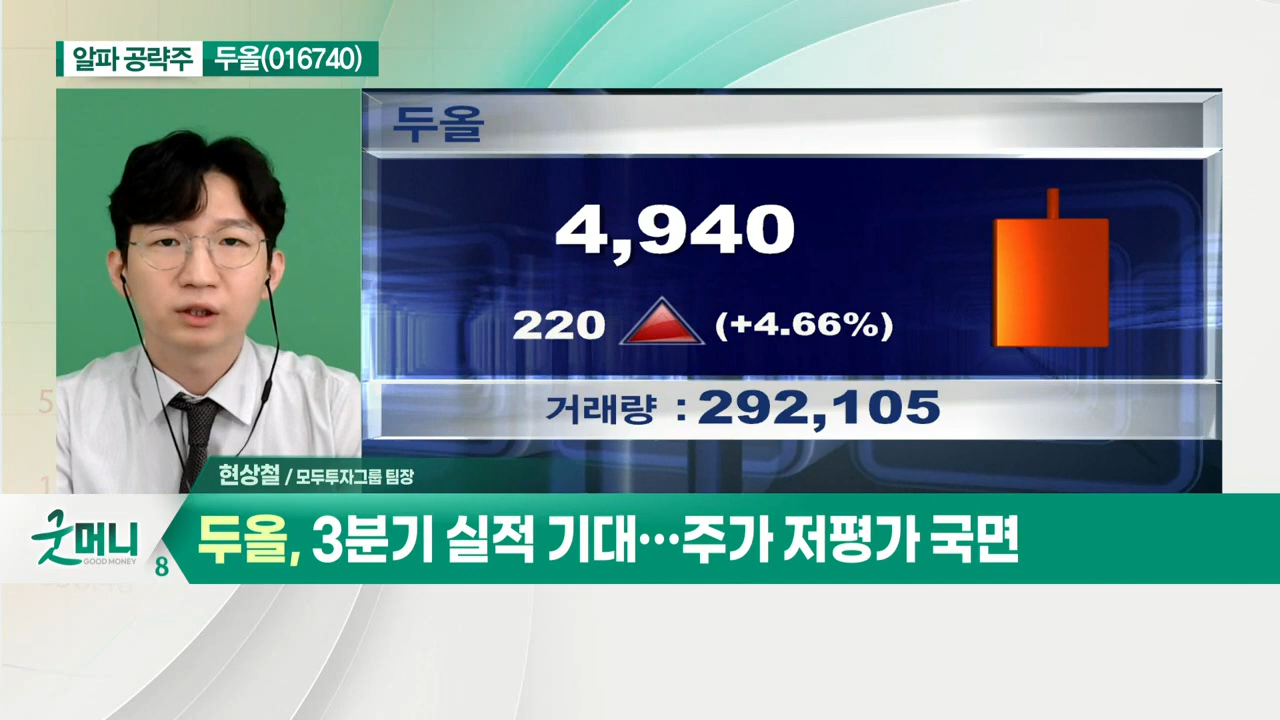 알파 공략주 두올(016740)
두올
4,940
220 (+4.66%)
거래량 : 292,105
현상철 / 모두투자그룹 팀장
굿머니
GOOD MONEY
8
두올, 3분기 실적 기대···주가 저평가 국면